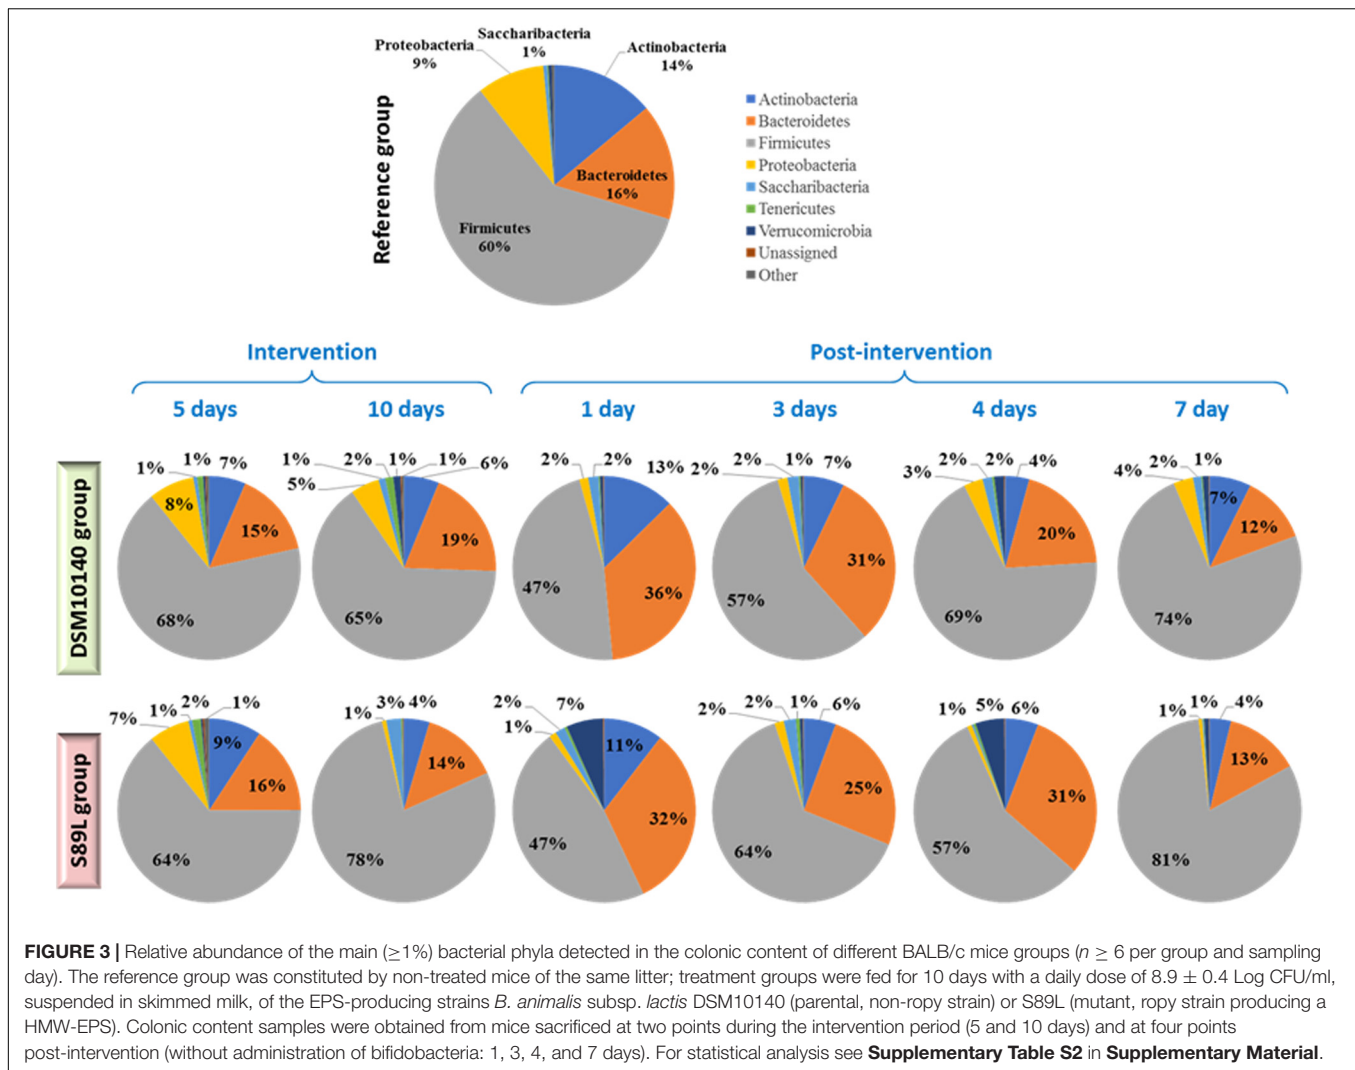 Saccharibacteria
1%
Proteobacteria
9%
Actinobacteria
14%
Reference group
Bacteroidetes
16%
Firmicutes
60%
Actinobacteria
Bacteroidetes
Firmicutes
Proteobacteria
Saccharibacteria
Tenericutes
Verrucomicrobia
Unassigned
Other
Intervention
Post-intervention
5 days
10 days
1 day
3 days
4 days
7 day
DSM10140 group
1% 1% 7%
8%
15%
68%
1% 2% 1% 1% 6%
5%
19%
65%
2% 2% 13%
36%
47%
2% 2% 1% 7%
31%
57%
3% 2% 2% 4%
20%
69%
4% 2% 1%
7%
12%
74%
S89L group
7% 1% 2% 1%
9%
16%
64%
1% 3% 4%
14%
78%
2% 7%
1%
11%
32%
47%
2% 2% 1% 6%
25%
64%
1% 5% 6%
31%
57%
1% 1% 4%
13%
81%
FIGURE 3 | Relative abundance of the main (≥1%) bacterial phyla detected in the colonic content of different BALB/c mice groups (n ≥ 6 per group and sampling
day). The reference group was constituted by non-treated mice of the same litter; treatment groups were fed for 10 days with a daily dose of 8.9 ± 0.4 Log CFU/ml,
suspended in skimmed milk, of the EPS-producing strains B. animalis subsp. lactis DSM10140 (parental, non-ropy strain) or S89L (mutant, ropy strain producing a
HMW-EPS). Colonic content samples were obtained from mice sacrificed at two points during the intervention period (5 and 10 days) and at four points
post-intervention (without administration of bifidobacteria: 1, 3, 4, and 7 days). For statistical analysis see Supplementary Table S2 in Supplementary Material.